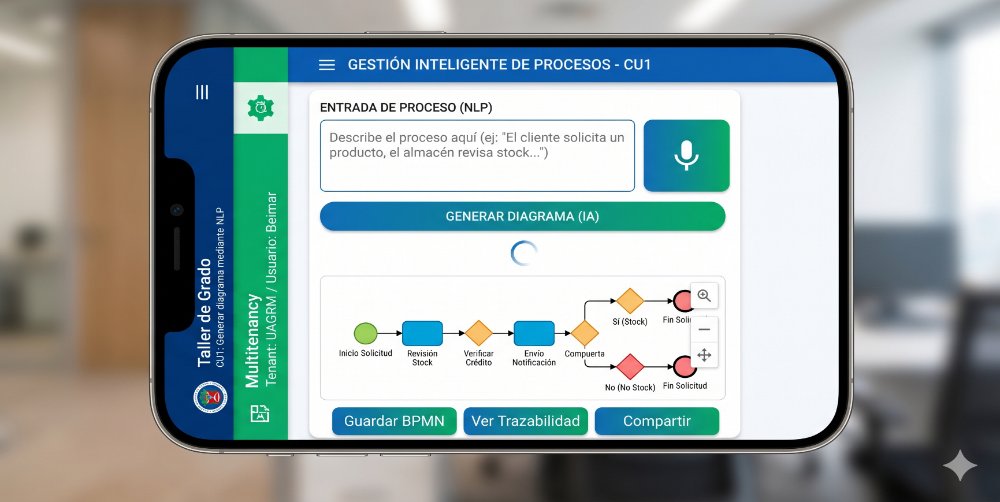 GESTIÓN INTELIGENTE DE PROCESOS - CU1
Taller de Grado
CU1: Generar diagrama mediante NLP
Multitenancy
Tenant: UAGRM / Usuario: Beimar
ENTRADA DE PROCESO (NLP)
Describe el proceso aquí (ej: "El cliente solicita un
producto, el almacén revisa stock...")
GENERAR DIAGRAMA (IA)
Inicio Solicitud
Revisión
Stock
Verificar
Crédito
Envío
Notificación
Compuerta
Sí (Stock)
Fin
No (No Stock)
Fin Solicitud
Guardar BPMN
Ver Trazabilidad
Compartir